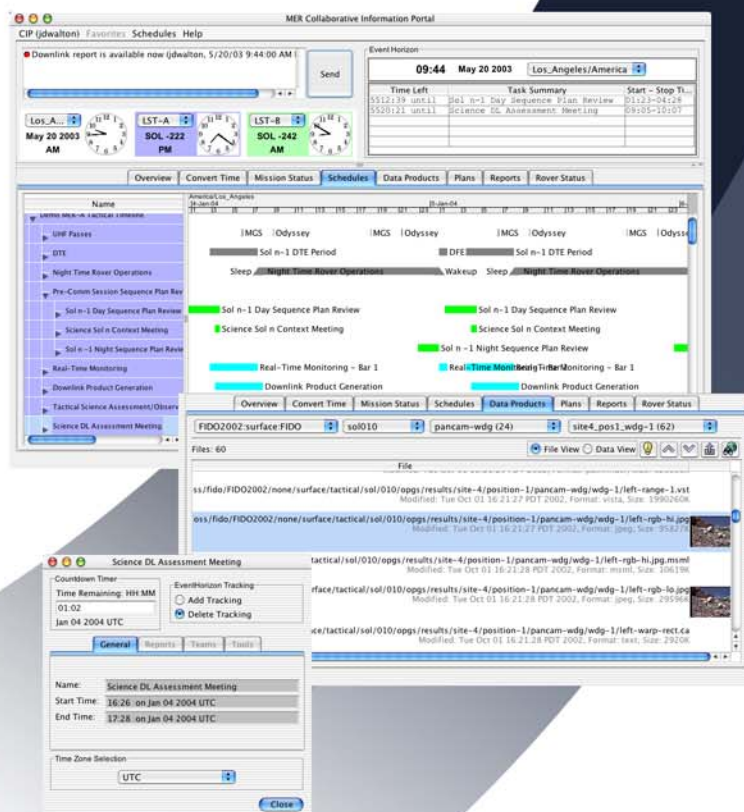 MER Collaborative Information Portal
CIP (jdwalton) Favorites Schedules Help
Downlink report is available now (jdwalton, 5/20/03 9:44:00 AM
Send
Event Horizon
09:44 May 20 2003 Los_Angeles/America
Time Left Task Summary Start - Stop Ti...
5512:39 until Sol n-1 Day Sequence Plan Review 01:23-04:28
5520:21 until Science DL Assessment Meeting 09:05-10:07
Los_A... LST-A LST-B
May 20 2003 SOL -222 SOL -242
AM PM AM
Overview Convert Time Mission Status Schedules Data Products Plans Reports Rover Status
Name
America/Los_Angeles
Demo MER-A Tactical Timeline
UHF Passes
MGS Odyssey MGS Odyssey MGS
DTE
Sol n-1 DTE Period DFE Sol n-1 DTE Period
Night Time Rover Operations
Sleep Night Time Rover Operations Wakeup Sleep Night Time Rover Operations
Pre-Comm Session Sequence Plan Rev
Sol n-1 Day Sequence Plan Review
Sol n-1 Day Sequence Plan Review Sol n-1 Day Sequence Plan Review
Science Sol n Context Meeting
Science Sol n Context Meeting Science Sol n Context Meeting
Sol n-1 Night Sequence Plan Revie
Sol n -1 Night Sequence Plan Review
Real-Time Monitoring
Real-Time Monitoring - Bar 1
Downlink Product Generation
Downlink Product Generation Downlink Product Generation
Tactical Science Assessment/Observ
Science DL Assessment Meeting
Overview Convert Time Mission Status Schedules Data Products Plans Reports Rover Status
FIDO2002:surface:FIDO sol010 pancam-wdg (24) site4_pos1_wdg-1 (62)
Files: 60 File View Data View
File
ss/fido/FIDO2002/none/surface/tactical/sol/010/opgs/results/site-4/position-1/pancam-wdg/wdg-1/left-range-1.vst
Modified: Tue Oct 01 16:21:27 PDT 2002, Format: vista, Size: 1990260K
oss/fido/FIDO2002/none/surface/tactical/sol/010/opgs/results/site-4/position-1/pancam-wdg/wdg-1/left-rgb-hi.jpg
Modified: Tue Oct 01 16:21:27 PDT 2002, Format: jpeg, Size: 95827K
tactical/sol/010/opgs/results/site-4/position-1/pancam-wdg/wdg-1/left-rgb-hi.jpg.msml
Modified: Tue Oct 01 16:21:28 PDT 2002, Format: msml, Size: 10619K
rface/tactical/sol/010/opgs/results/site-4/position-1/pancam-wdg/wdg-1/left-rgb-lo.jpg
Modified: Tue Oct 01 16:21:28 PDT 2002, Format: jpeg, Size: 29596K
ace/tactical/sol/010/opgs/results/site-4/position-1/pancam-wdg/wdg-1/left-warp-rect.ca
Modified: Tue Oct 01 16:21:28 PDT 2002, Format: text, Size: 2920K
Science DL Assessment Meeting
Countdown Timer
Time Remaining: HH:MM
01:02
Jan 04 2004 UTC
EventHorizon Tracking
Add Tracking
Delete Tracking
General Reports Teams Tools
Name: Science DL Assessment Meeting
Start Time: 16:26 on Jan 04 2004 UTC
End Time: 17:28 on Jan 04 2004 UTC
Time Zone Selection
UTC
Close